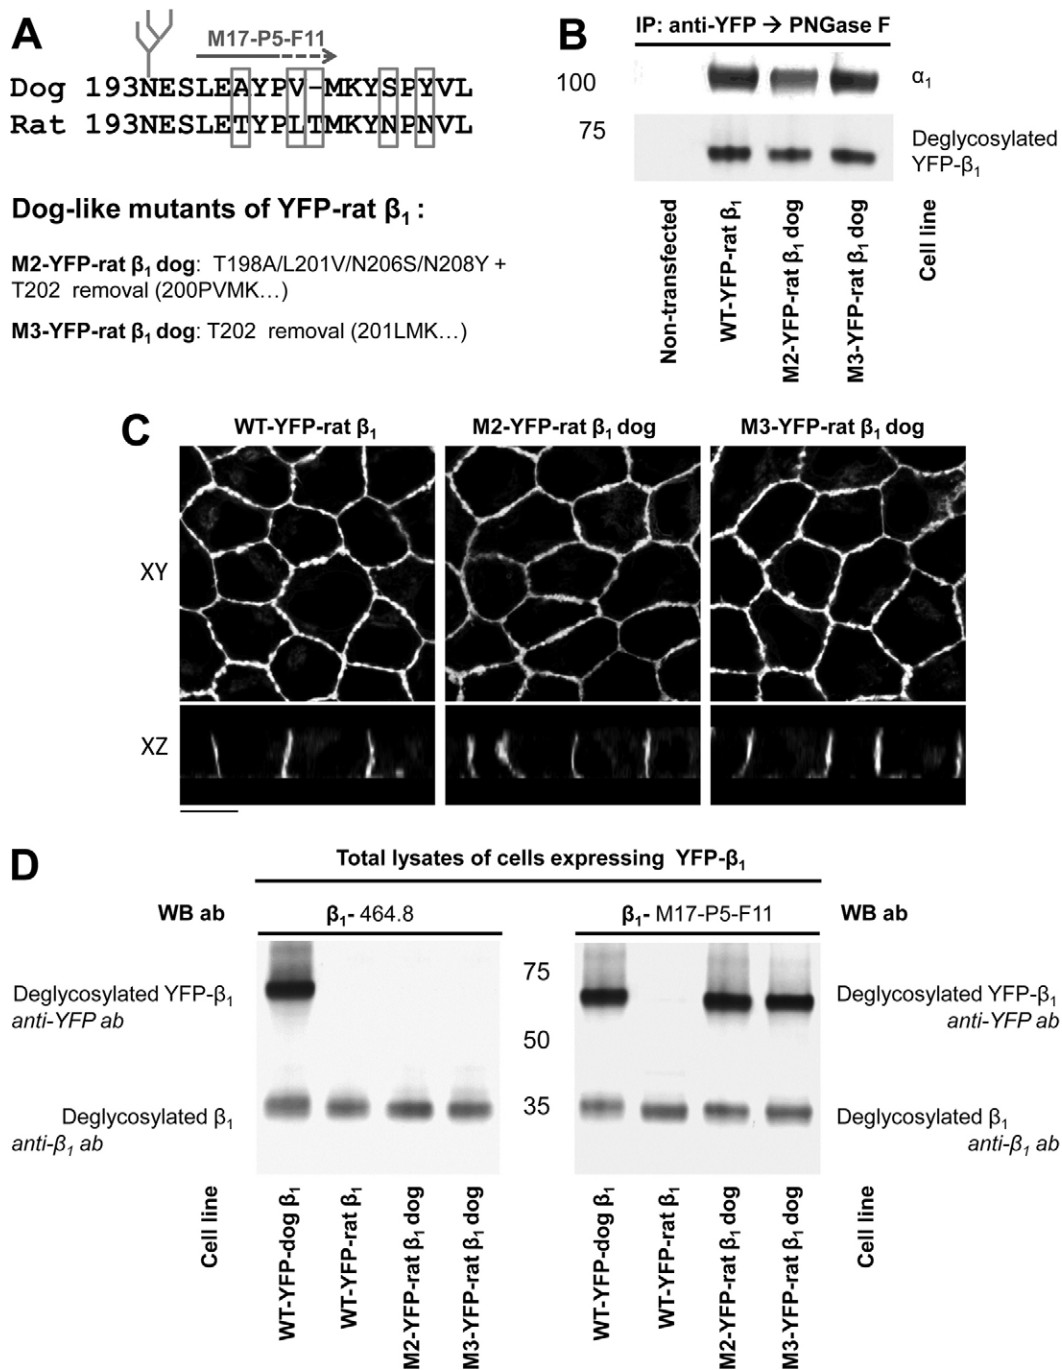 A
M17-P5-F11
Dog 193NESLEAYPV-MKYSPYVL
Rat 193NESLETYPLTMKYNPNVL
Dog-like mutants of YFP-rat β₁ :
M2-YFP-rat β₁ dog: T198A/L201V/N206S/N208Y +
T202 removal (200PVMK…)
M3-YFP-rat β₁ dog: T202 removal (201LMK…)
B
IP: anti-YFP → PNGase F
100
α₁
75
Deglycosylated
YFP-β₁
Non-transfected
WT-YFP-rat β₁
M2-YFP-rat β₁ dog
M3-YFP-rat β₁ dog
Cell line
C
WT-YFP-rat β₁
M2-YFP-rat β₁ dog
M3-YFP-rat β₁ dog
XY
XZ
D
Total lysates of cells expressing YFP-β₁
WB ab
β₁- 464.8
β₁- M17-P5-F11
WB ab
75
50
35
Deglycosylated YFP-β₁
anti-YFP ab
Deglycosylated β₁
anti-β₁ ab
Deglycosylated YFP-β₁
anti-YFP ab
Deglycosylated β₁
anti-β₁ ab
Cell line
WT-YFP-dog β₁
WT-YFP-rat β₁
M2-YFP-rat β₁ dog
M3-YFP-rat β₁ dog
WT-YFP-dog β₁
WT-YFP-rat β₁
M2-YFP-rat β₁ dog
M3-YFP-rat β₁ dog
Cell line